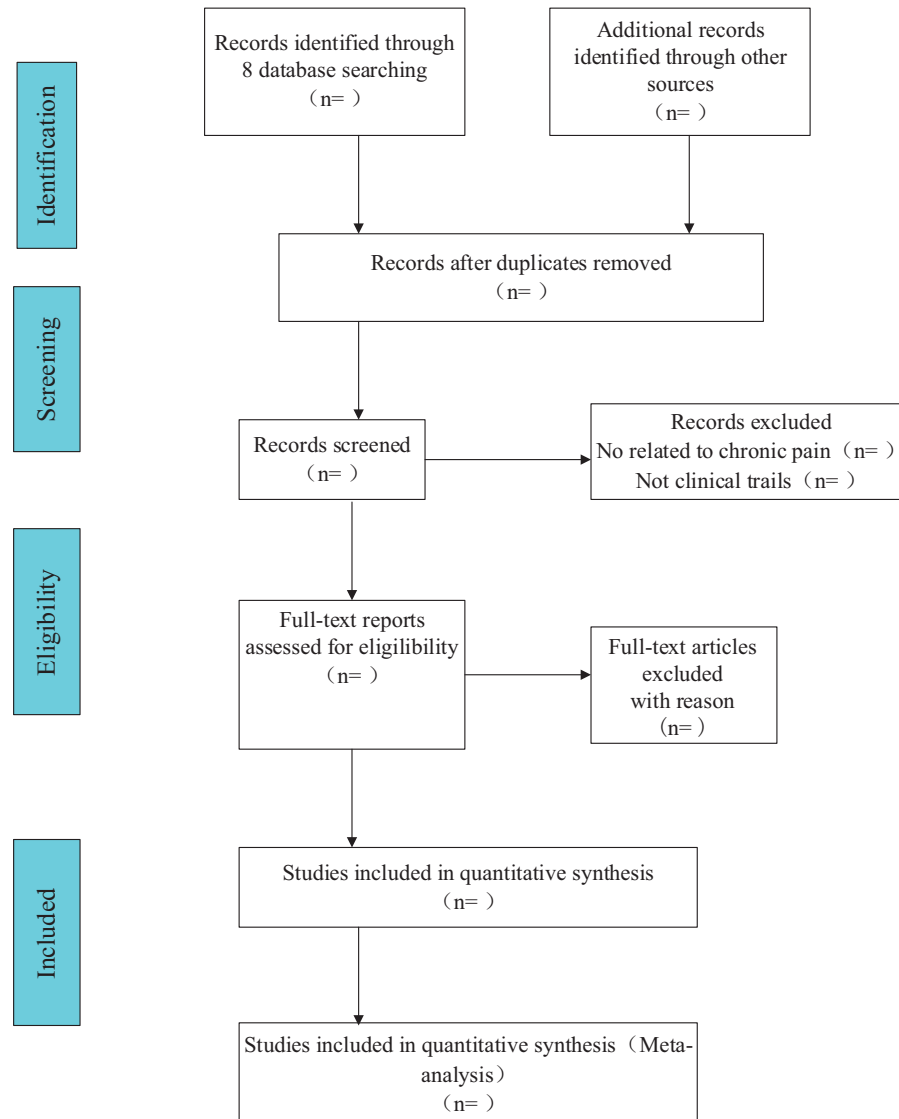 Identification
Records identified through
8 database searching
（n= ）
Additional records
identified through other
sources
（n= ）
Records after duplicates removed
（n= ）
Screening
Records screened
（n= ）
Records excluded
No related to chronic pain（n= ）
Not clinical trails（n= ）
Eligibility
Full-text reports
assessed for eligilibility
（n= ）
Full-text articles
excluded
with reason
(n= )
Included
Studies included in quantitative synthesis
（n= ）
Studies included in quantitative synthesis（Meta-
analysis）
（n= ）